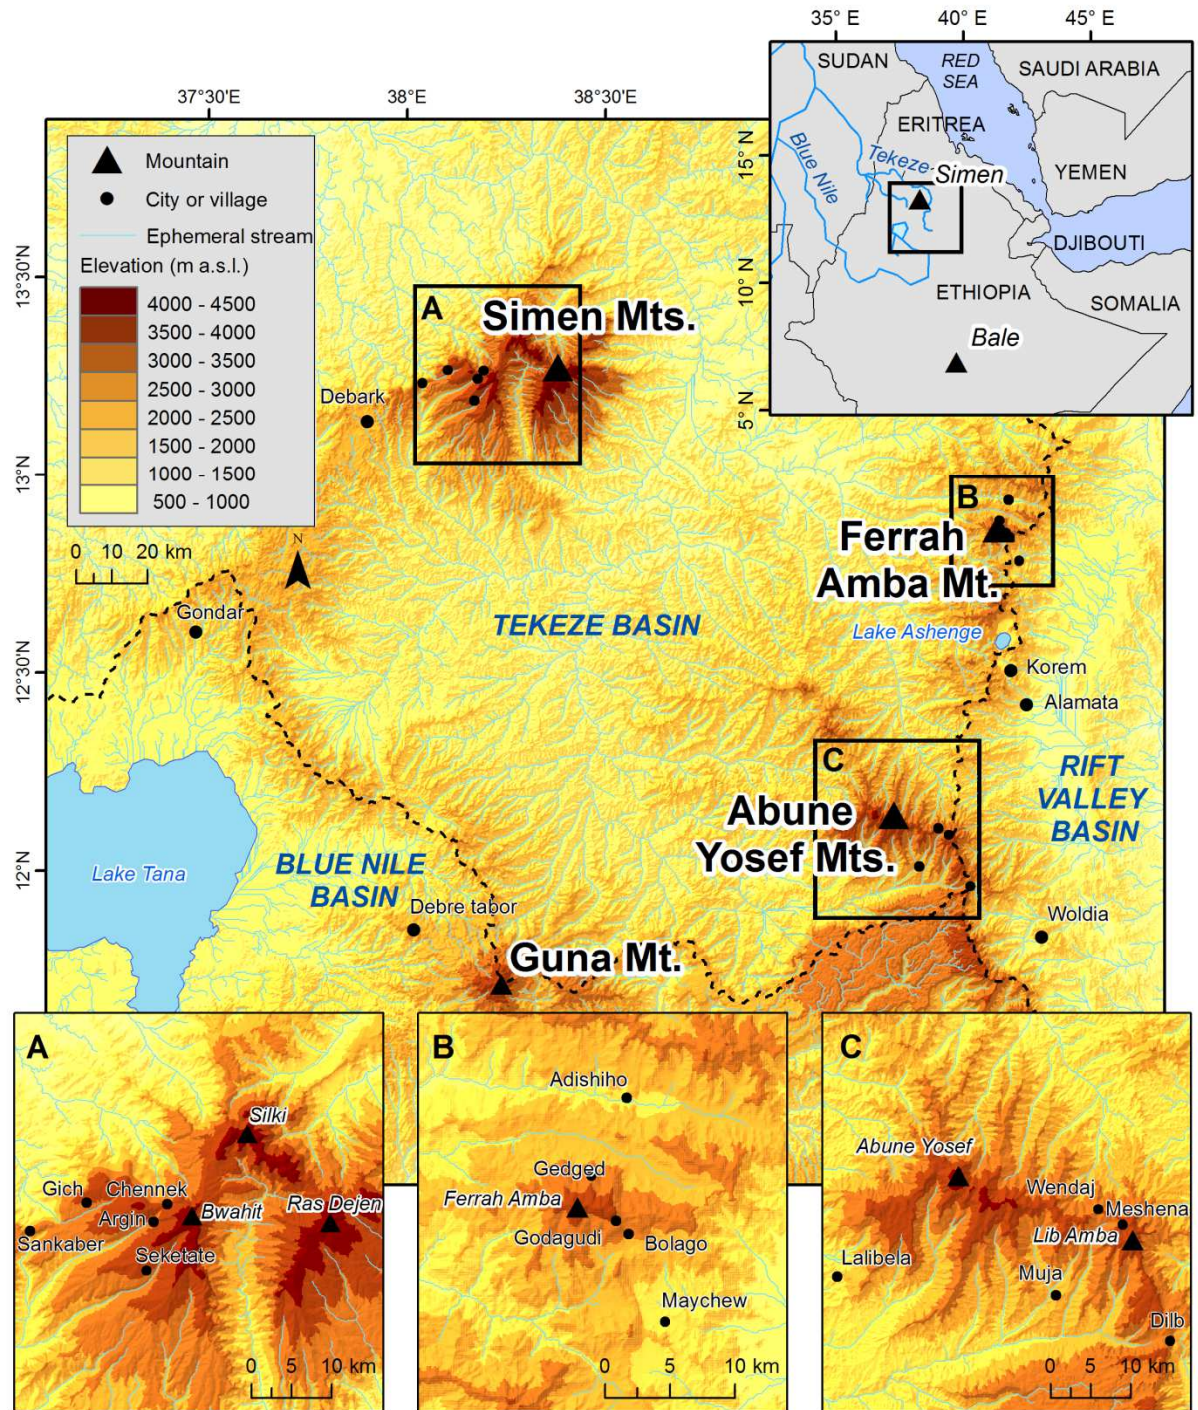 35° E
40° E
45° E
37°30'E
38°E
38°30'E
SUDAN
RED
SEA
SAUDI ARABIA
ERITREA
15° N
Blue Nile
Tekeze-
Simen
YEMEN
DJIBOUTI
10° N
ETHIOPIA
SOMALIA
Bale
5° N
Mountain
City or village
Ephemeral stream
Elevation (m a.s.l.)
4000 - 4500
3500 - 4000
3000 - 3500
2500 - 3000
2000 - 2500
1500 - 2000
1000 - 1500
500 - 1000
0 10 20 km
N
13°30'N
13°N
12°30'N
12°N
A
Simen Mts.
Debark
B
Ferrah
Amba Mt.
Gondar
TEKEZE BASIN
Lake Ashenge
Korem
Alamata
C
RIFT
VALLEY
BASIN
Abune
Yosef Mts.
Lake Tana
BLUE NILE
BASIN
Debre tabor
Woldia
Guna Mt.
A
Silki
Gich
Chennek
Ras Dejen
Argin
Bwahit
Sankaber
Seketate
0 5 10 km
B
Adishiho
Gedged
Ferrah Amba
Godagudi
Bolago
Maychew
0 5 10 km
C
Abune Yosef
Wendaj
Meshena
Lib Amba
Lalibela
Muja
Dilb
0 5 10 km